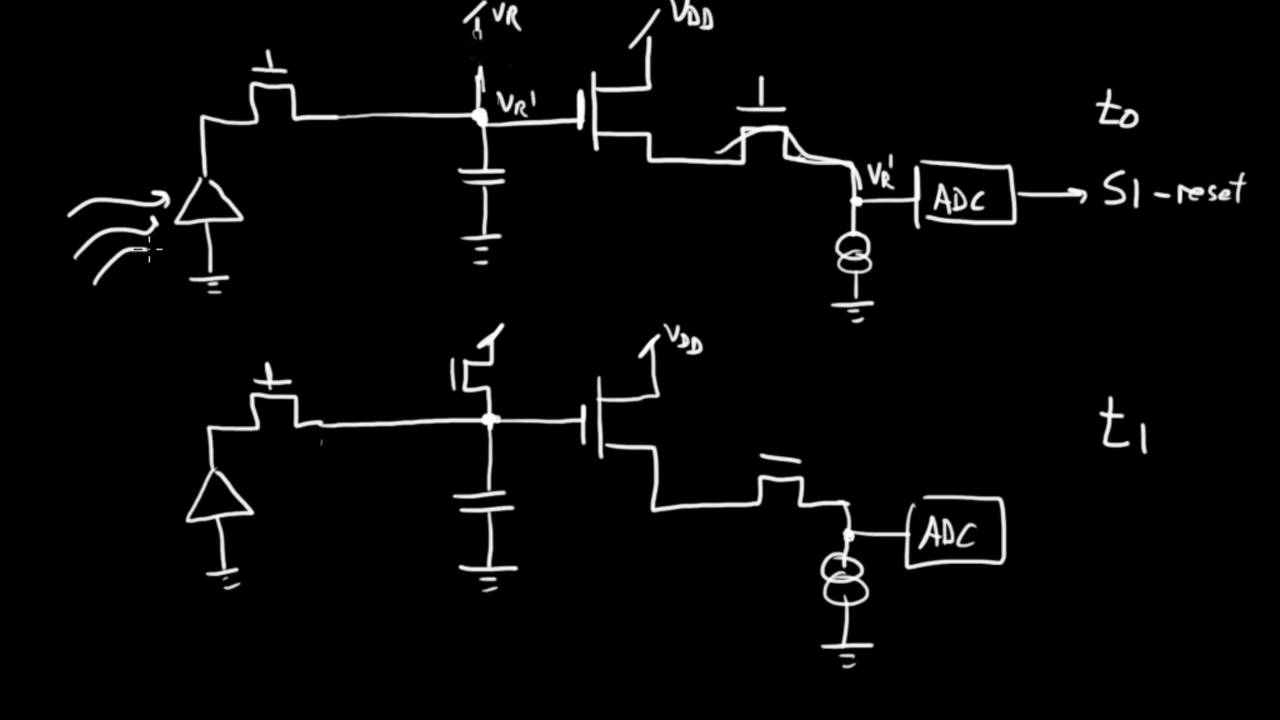 VR
VDD
VR'
t0
VR'
ADC
S1 - reset
VDD
t1
ADC